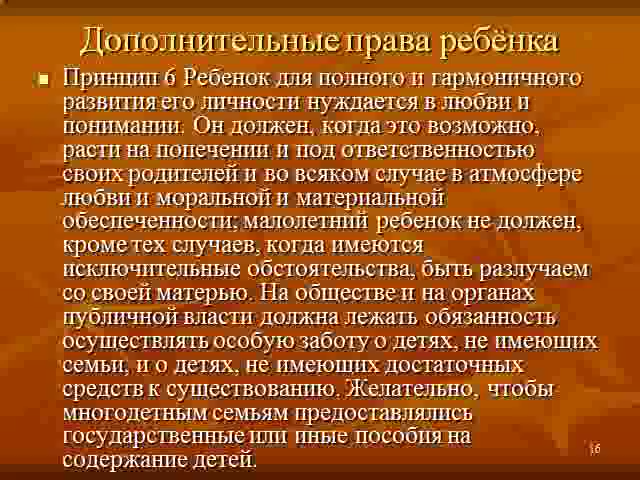 Дополнительные права ребёнка
Принцип 6 Ребенок для полного и гармоничного
развития его личности нуждается в любви и
понимании. Он должен, когда это возможно,
расти на попечении и под ответственностью
своих родителей и во всяком случае в атмосфере
любви и моральной и материальной
обеспеченности; малолетний ребенок не должен,
кроме тех случаев, когда имеются
исключительные обстоятельства, быть разлучаем
со своей матерью. На обществе и на органах
публичной власти должна лежать обязанность
осуществлять особую заботу о детях, не имеющих
семьи, и о детях, не имеющих достаточных
средств к существованию. Желательно, чтобы
многодетным семьям предоставлялись
государственные или иные пособия на
содержание детей.
16